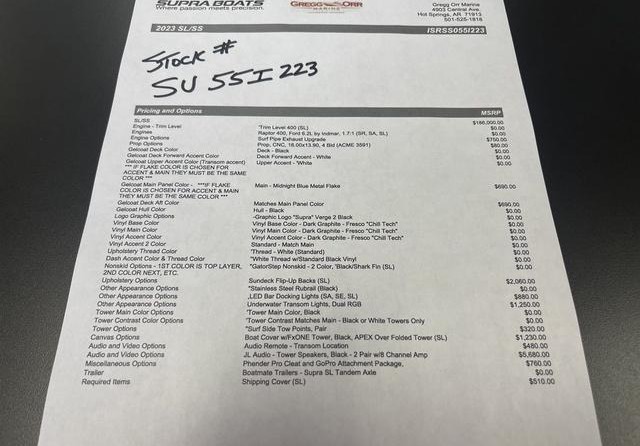 SUPRA BOATS
Where passion meets precision.
GREGG ORR
MARINE
Gregg Orr Marine
4903 Central Ave.
Hot Springs, AR 71913
501-525-1818
2023 SL/SS
ISRSS055I223
STOCK #
SU 55I223
Pricing and Options MSRP
SL/SS $186,000.00
Engine - Trim Level *Trim Level 400 (SL) $0.00
Engines Raptor 400, Ford 6.2L by Indmar, 1.7:1 (SR, SA, SL) $0.00
Engine Options Surf Pipe Exhaust Upgrade $750.00
Prop Options Prop, CNC, 16.00x13.90, 4 Bld (ACME 3591) $80.00
Gelcoat Deck Color Deck - Black $0.00
Gelcoat Deck Forward Accent Color Deck Forward Accent - White $0.00
Gelcoat Upper Accent Color (Transom accent) Upper Accent - White $0.00
*** IF FLAKE COLOR IS CHOSEN FOR
ACCENT & MAIN THEY MUST BE THE SAME
COLOR ***
Gelcoat Main Panel Color - ***IF FLAKE Main - Midnight Blue Metal Flake $690.00
COLOR IS CHOSEN FOR ACCENT & MAIN
THEY MUST BE THE SAME COLOR ***
Gelcoat Deck Aft Color Matches Main Panel Color $690.00
Gelcoat Hull Color Hull - Black $0.00
Logo Graphic Options -Graphic Logo "Supra" Verge 2 Black $0.00
Vinyl Base Color Vinyl Base Color - Dark Graphite - Fresco "Chill Tech" $0.00
Vinyl Main Color Vinyl Main Color - Dark Graphite - Fresco "Chill Tech" $0.00
Vinyl Accent Color Vinyl Accent Color - Dark Graphite - Fresco "Chill Tech" $0.00
Vinyl Accent 2 Color Standard - Match Main $0.00
Upholstery Thread Color *Thread - White (Standard) $0.00
Dash Accent Color & Thread Color *White Thread w/Standard Black Vinyl $0.00
Nonskid Options - 1ST COLOR IS TOP LAYER, *GatorStep Nonskid - 2 Color, *Black/Shark Fin (SL) $0.00
2ND COLOR NEXT, ETC.
Upholstery Options Sundeck Flip-Up Backs (SL) $2,060.00
Other Appearance Options *Stainless Steel Rubrail (Black) $0.00
Other Appearance Options .LED Bar Docking Lights (SA, SE, SL) $880.00
Other Appearance Options Underwater Transom Lights, Dual RGB $1,250.00
Tower Main Color Options *Tower Main Color, Black $0.00
Tower Contrast Color Options *Tower Contrast Matches Main - Black or White Towers Only $0.00
Tower Options *Surf Side Tow Points, Pair $320.00
Canvas Options Boat Cover w/FxONE Tower, Black, APEX Over Folded Tower (SL) $1,230.00
Audio and Video Options Audio Remote - Transom Location $480.00
Audio and Video Options JL Audio - Tower Speakers, Black - 2 Pair w/8 Channel Amp $5,680.00
Miscellaneous Options Phender Pro Cleat and GoPro Attachment Package, $760.00
Trailer Boatmate Trailers - Supra SL Tandem Axle $0.00
Required Items Shipping Cover (SL) $510.00